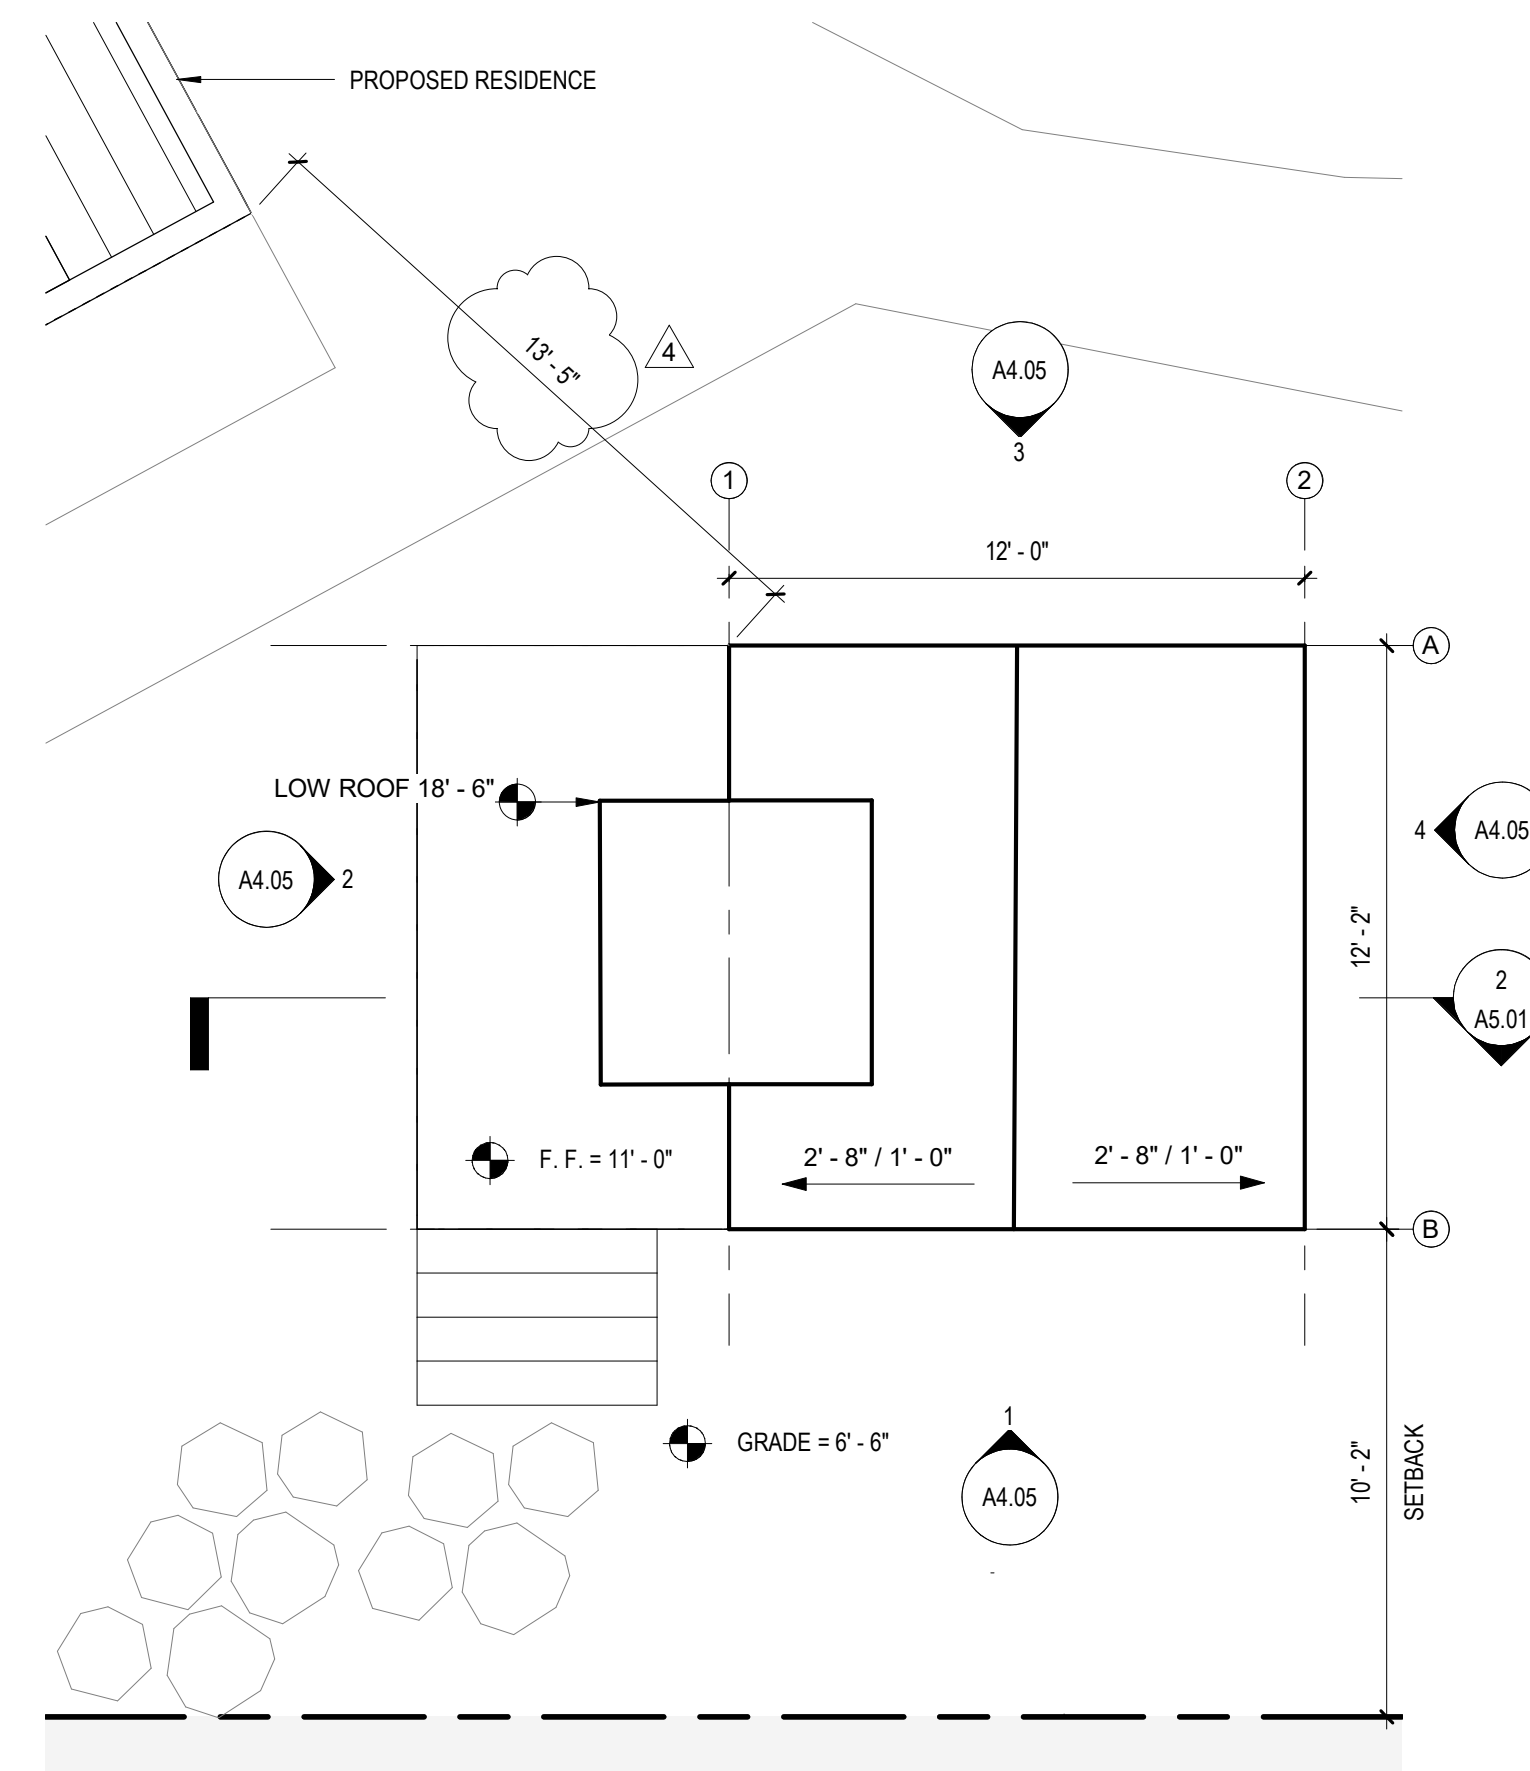 PROPOSED RESIDENCE
13' - 5"
4
A4.05
3
1
2
12' - 0"
A
LOW ROOF 18' - 6"
A4.05
2
4
A4.05
12' - 2"
2
A5.01
F. F. = 11' - 0"
2' - 8" / 1' - 0"
2' - 8" / 1' - 0"
B
1
A4.05
GRADE = 6' - 6"
10' - 2"
SETBACK
-